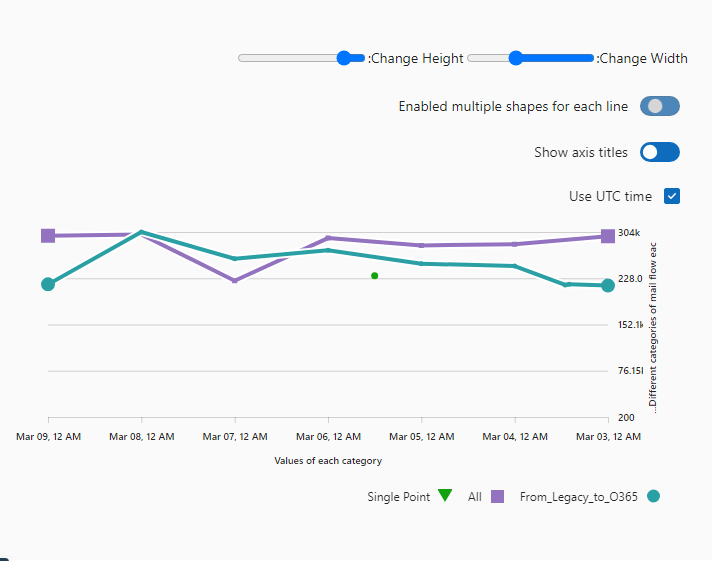 :Change Height
:Change Width
Enabled multiple shapes for each line
Show axis titles
Use UTC time
304k
228.0
152.1k
76.15
200
...Different categories of mail flow eac
Mar 09, 12 AM
Mar 08, 12 AM
Mar 07, 12 AM
Mar 06, 12 AM
Mar 05, 12 AM
Mar 04, 12 AM
Mar 03, 12 AM
Values of each category
Single Point
All
From_Legacy_to_O365